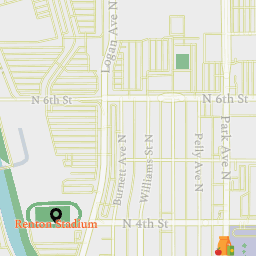 Logan Ave N
N 6th St
N 6th St
Park Ave N
Pelly Ave N
Williams St N
Burnett Ave N
Renton Stadium
N 4th St